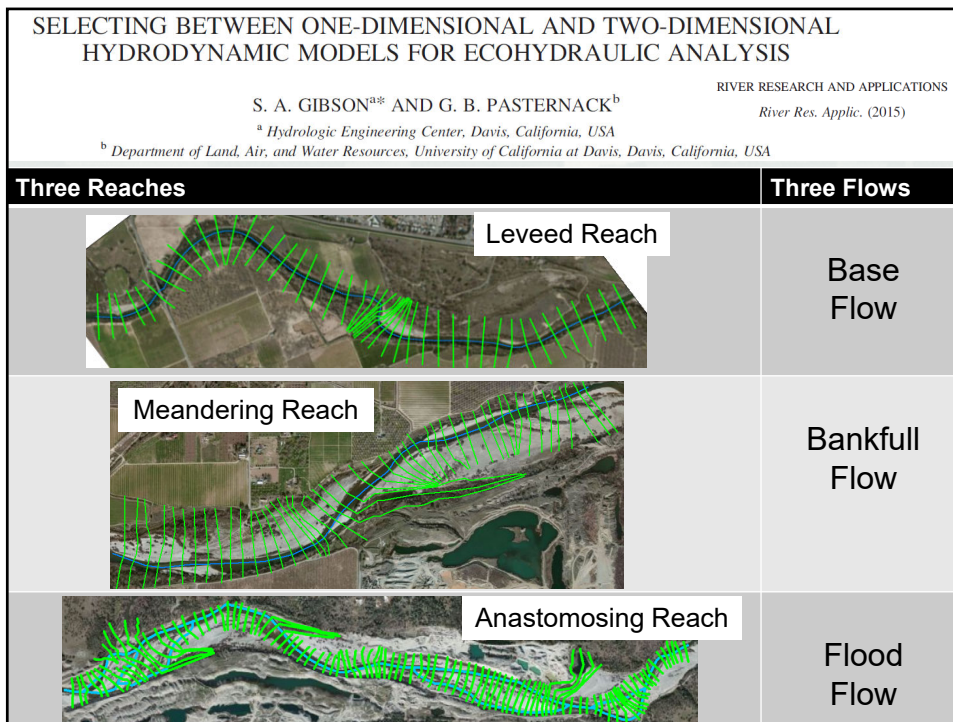 SELECTING BETWEEN ONE-DIMENSIONAL AND TWO-DIMENSIONAL
HYDRODYNAMIC MODELS FOR ECOHYDRAULIC ANALYSIS
RIVER RESEARCH AND APPLICATIONS
River Res. Applic. (2015)
S. A. GIBSONa* AND G. B. PASTERNACKb
a Hydrologic Engineering Center, Davis, California, USA
b Department of Land, Air, and Water Resources, University of California at Davis, Davis, California, USA
Three Reaches
Three Flows
Leveed Reach
Base
Flow
Meandering Reach
Bankfull
Flow
Anastomosing Reach
Flood
Flow